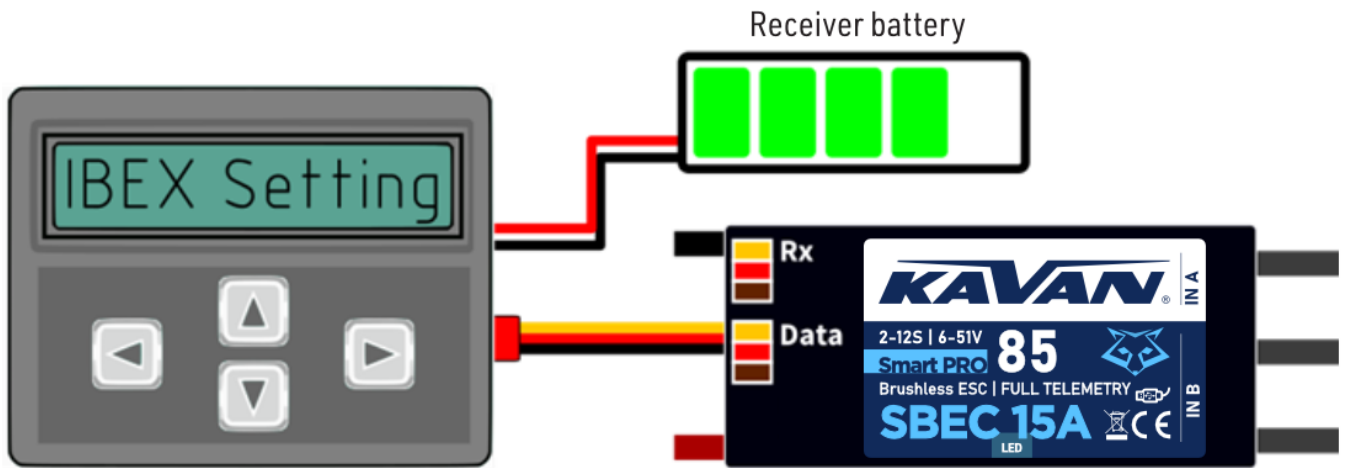 Receiver battery
IBEX Setting
Rx
Data
KAVAN®
IN A
2-12S | 6-51V
Smart PRO
85
Brushless ESC | FULL TELEMETRY
SBEC 15A
CE
IN B
LED